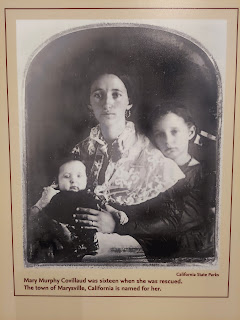 California State Parks
Mary Murphy Covillaud was sixteen when she was rescued.
The town of Marysville, California is named for her.